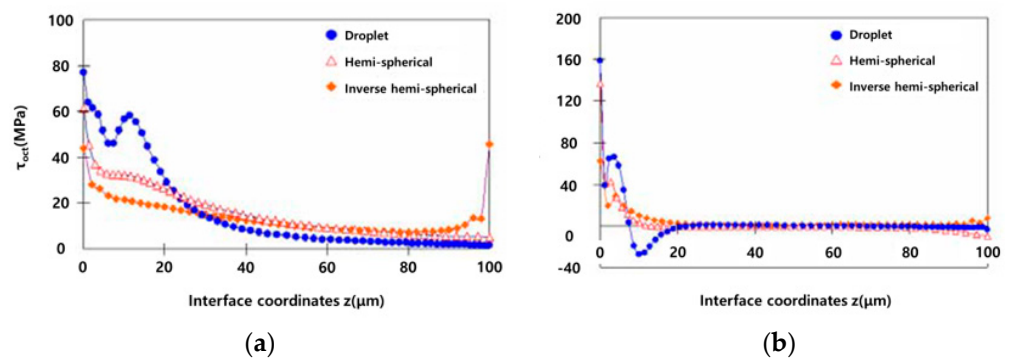 100
80
60
40
20
0
τoct(MPa)
Droplet
Hemi-spherical
Inverse hemi-spherical
0 20 40 60 80 100
Interface coordinates z(μm)
(a)
200
160
120
80
40
0
-40
Droplet
Hemi-spherical
Inverse hemi-spherical
0 20 40 60 80 100
Interface coordinates z(μm)
(b)